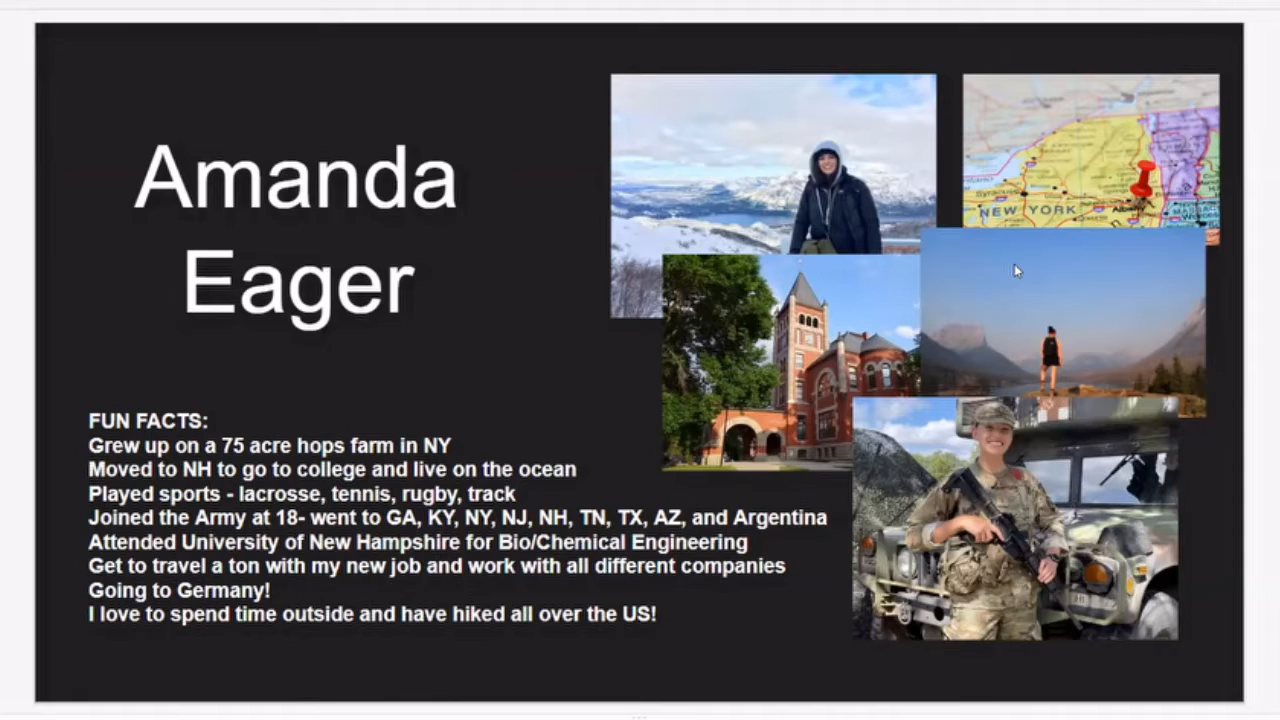 Amanda
Eager
FUN FACTS:
Grew up on a 75 acre hops farm in NY
Moved to NH to go to college and live on the ocean
Played sports - lacrosse, tennis, rugby, track
Joined the Army at 18- went to GA, KY, NY, NJ, NH, TN, TX, AZ, and Argentina
Attended University of New Hampshire for Bio/Chemical Engineering
Get to travel a ton with my new job and work with all different companies
Going to Germany!
I love to spend time outside and have hiked all over the US!
Syracuse
NEW YORK